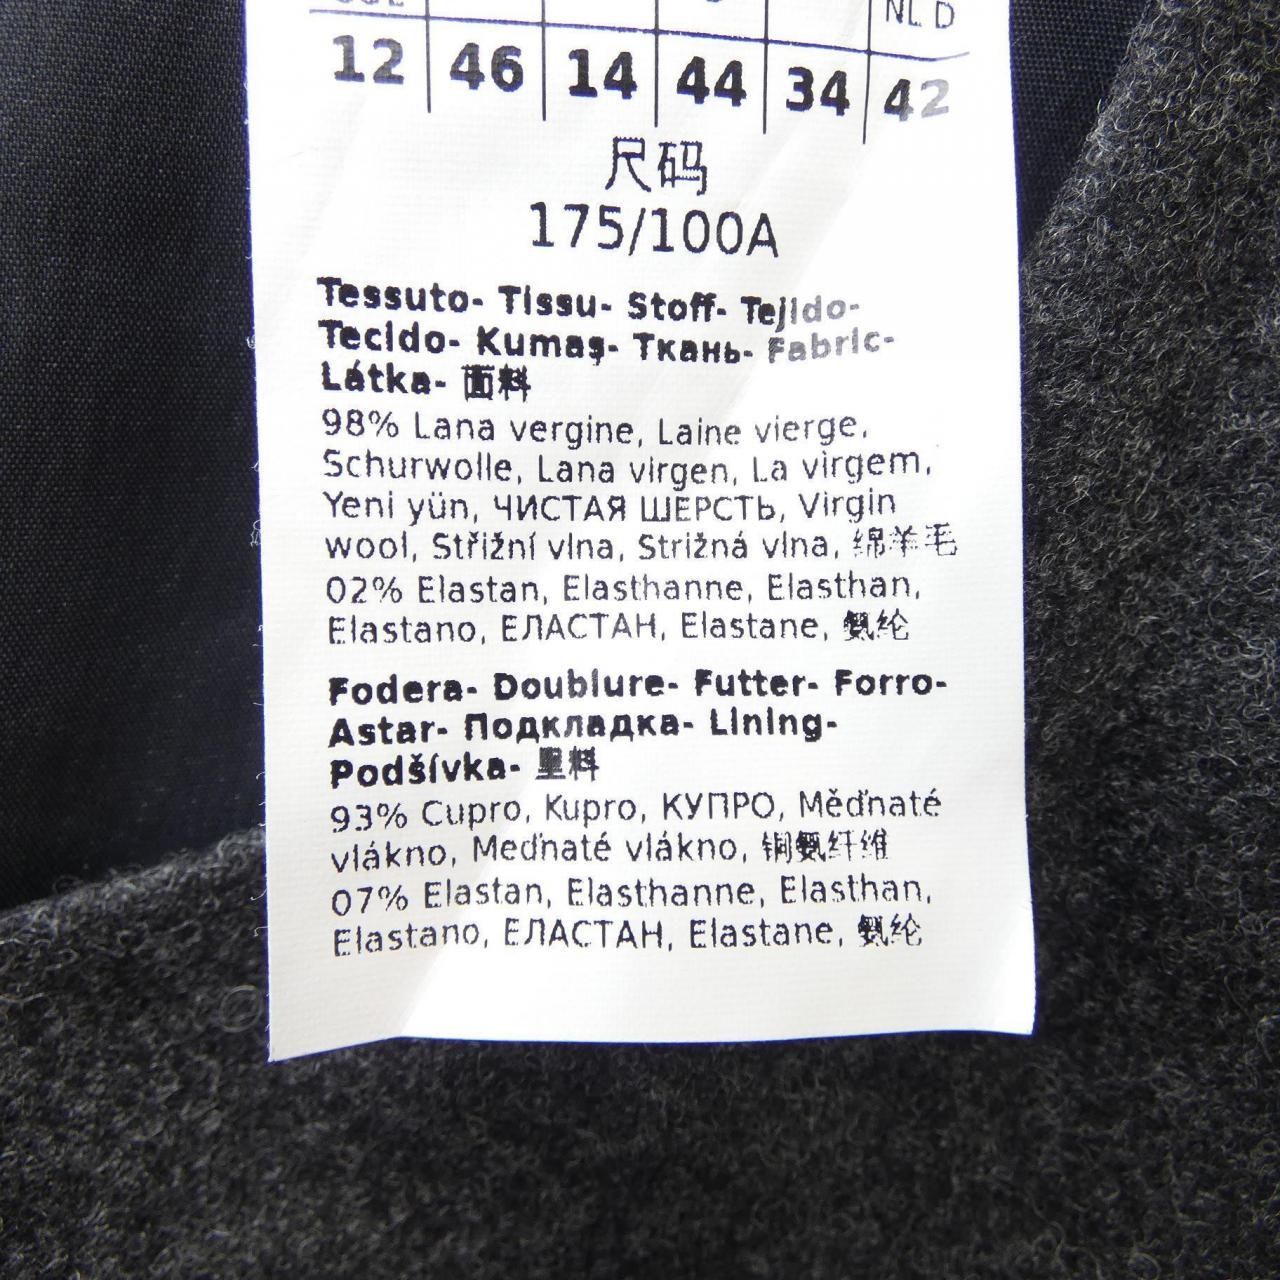 NL D
12 46 14 44 34 42
尺码
175/100A
Tessuto- Tissu- Stoff- Tejido-
Tecido- Kumaş- Ткань- Fabric-
Látka- 面料
98% Lana vergine, Laine vierge,
Schurwolle, Lana virgen, La virgem,
Yeni yün, ЧИСТАЯ ШЕРСТЬ, Virgin
wool, Střižní vlna, Strižná vlna, 绵羊毛
02% Elastan, Elasthanne, Elasthan,
Elastano, ЕЛАСТАН, Elastane, 氨纶
Fodera- Doublure- Futter- Forro-
Astar- Подкладка- Lining-
Podšívka- 里料
93% Cupro, Kupro, КУПРО, Měďnaté
vlákno, Meďnaté vlákno, 铜氨纤维
07% Elastan, Elasthanne, Elasthan,
Elastano, ЕЛАСТАН, Elastane, 氨纶